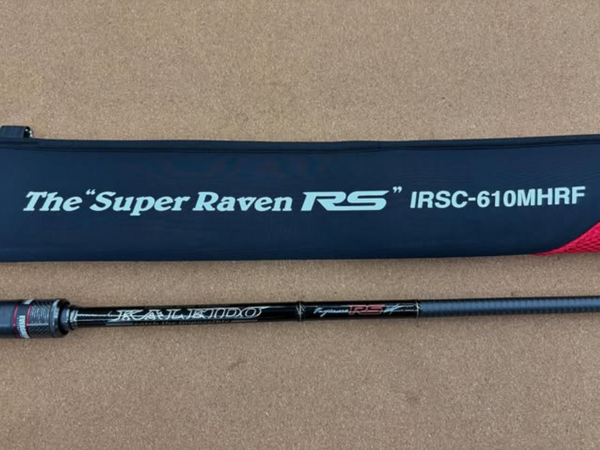 The "Super Raven RS" IRSC-610MHRF
KALEIDO RS